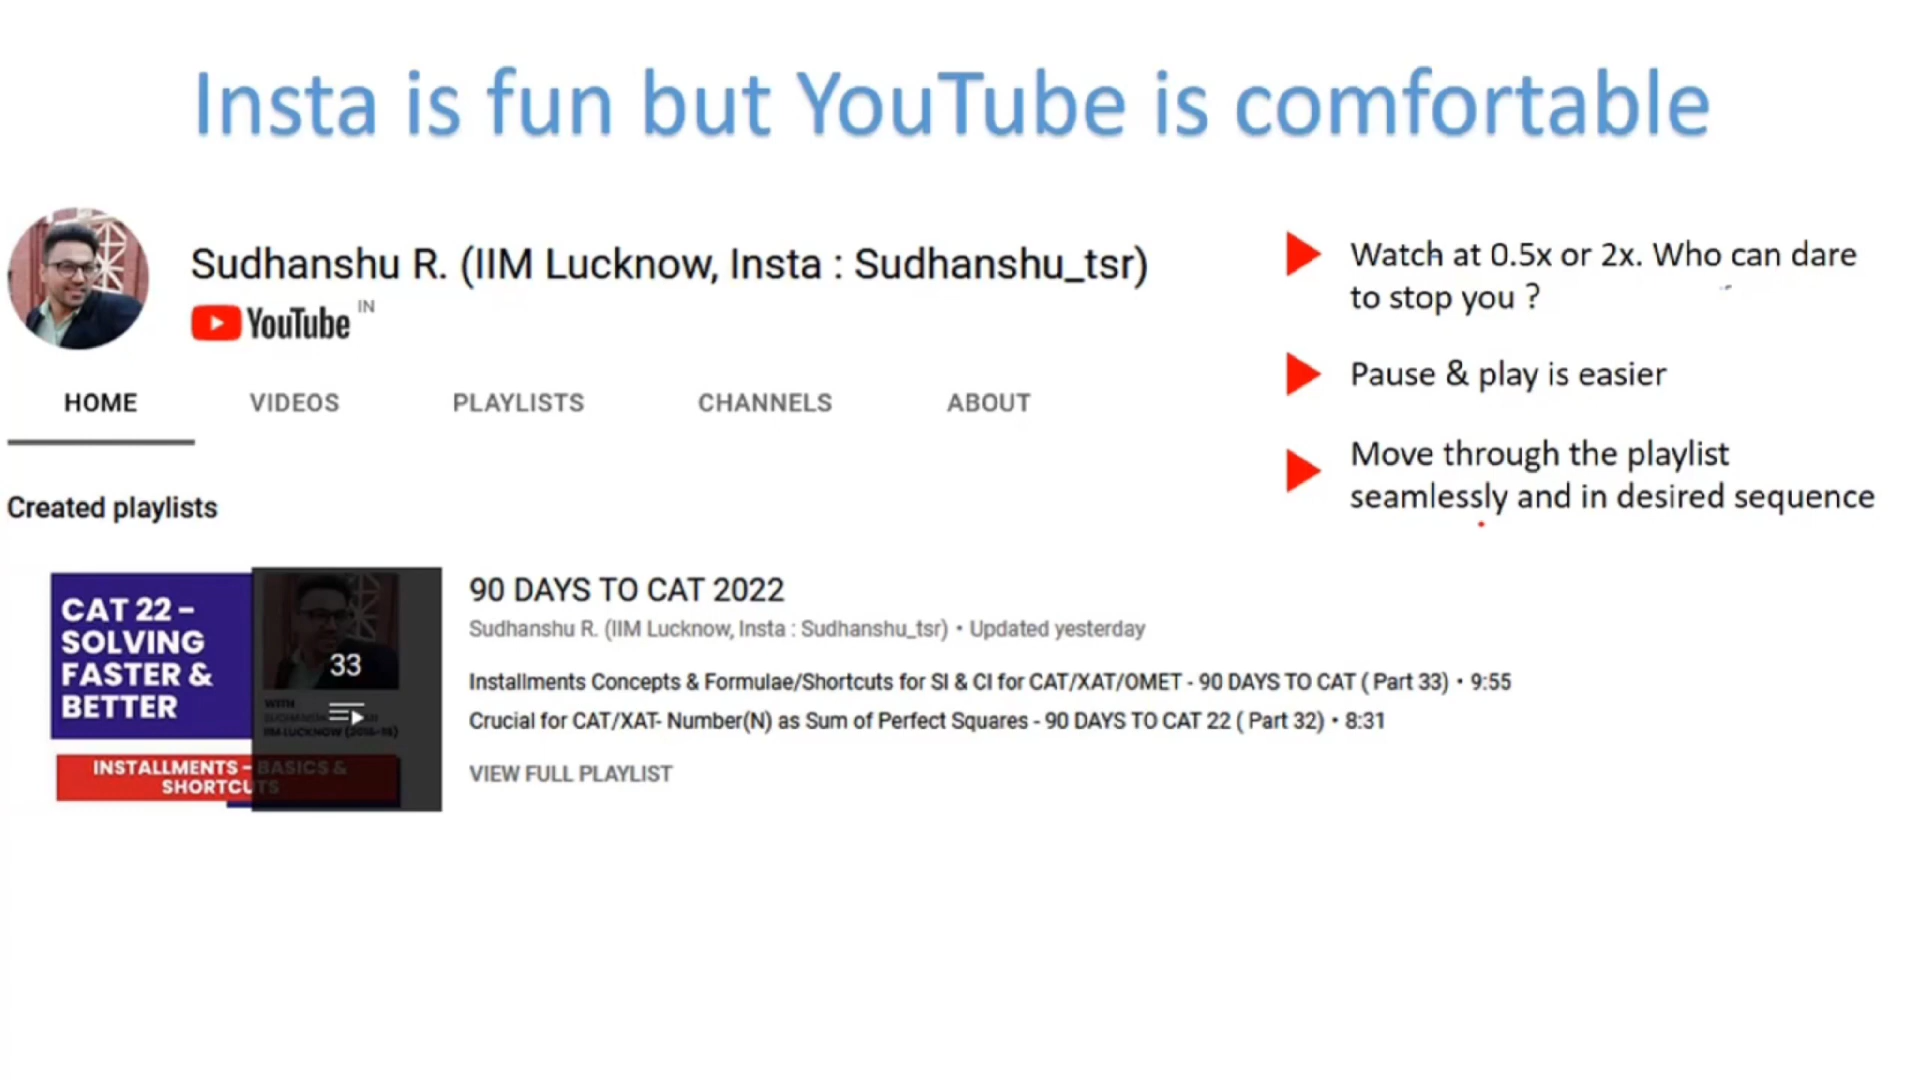 Insta is fun but YouTube is comfortable
Sudhanshu R. (IIM Lucknow, Insta : Sudhanshu_tsr)
YouTube IN
HOME VIDEOS PLAYLISTS CHANNELS ABOUT
Watch at 0.5x or 2x. Who can dare
to stop you ?
Pause & play is easier
Move through the playlist
seamlessly and in desired sequence
Created playlists
CAT 22 -
SOLVING
FASTER &
BETTER
33
WITH
INSTALLMENTS - BASICS &
SHORTCUTS
90 DAYS TO CAT 2022
Sudhanshu R. (IIM Lucknow, Insta : Sudhanshu_tsr) • Updated yesterday
Installments Concepts & Formulae/Shortcuts for SI & CI for CAT/XAT/OMET - 90 DAYS TO CAT ( Part 33) • 9:55
Crucial for CAT/XAT- Number(N) as Sum of Perfect Squares - 90 DAYS TO CAT 22 ( Part 32) • 8:31
VIEW FULL PLAYLIST